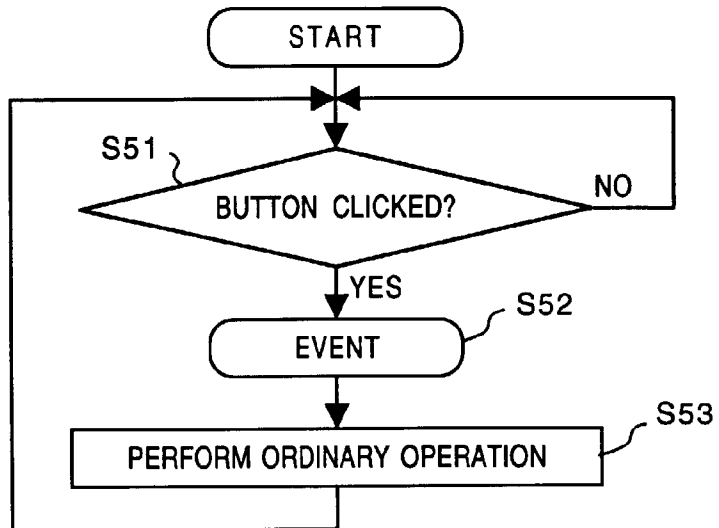 START
S51
BUTTON CLICKED?
NO
YES
S52
EVENT
S53
PERFORM ORDINARY OPERATION